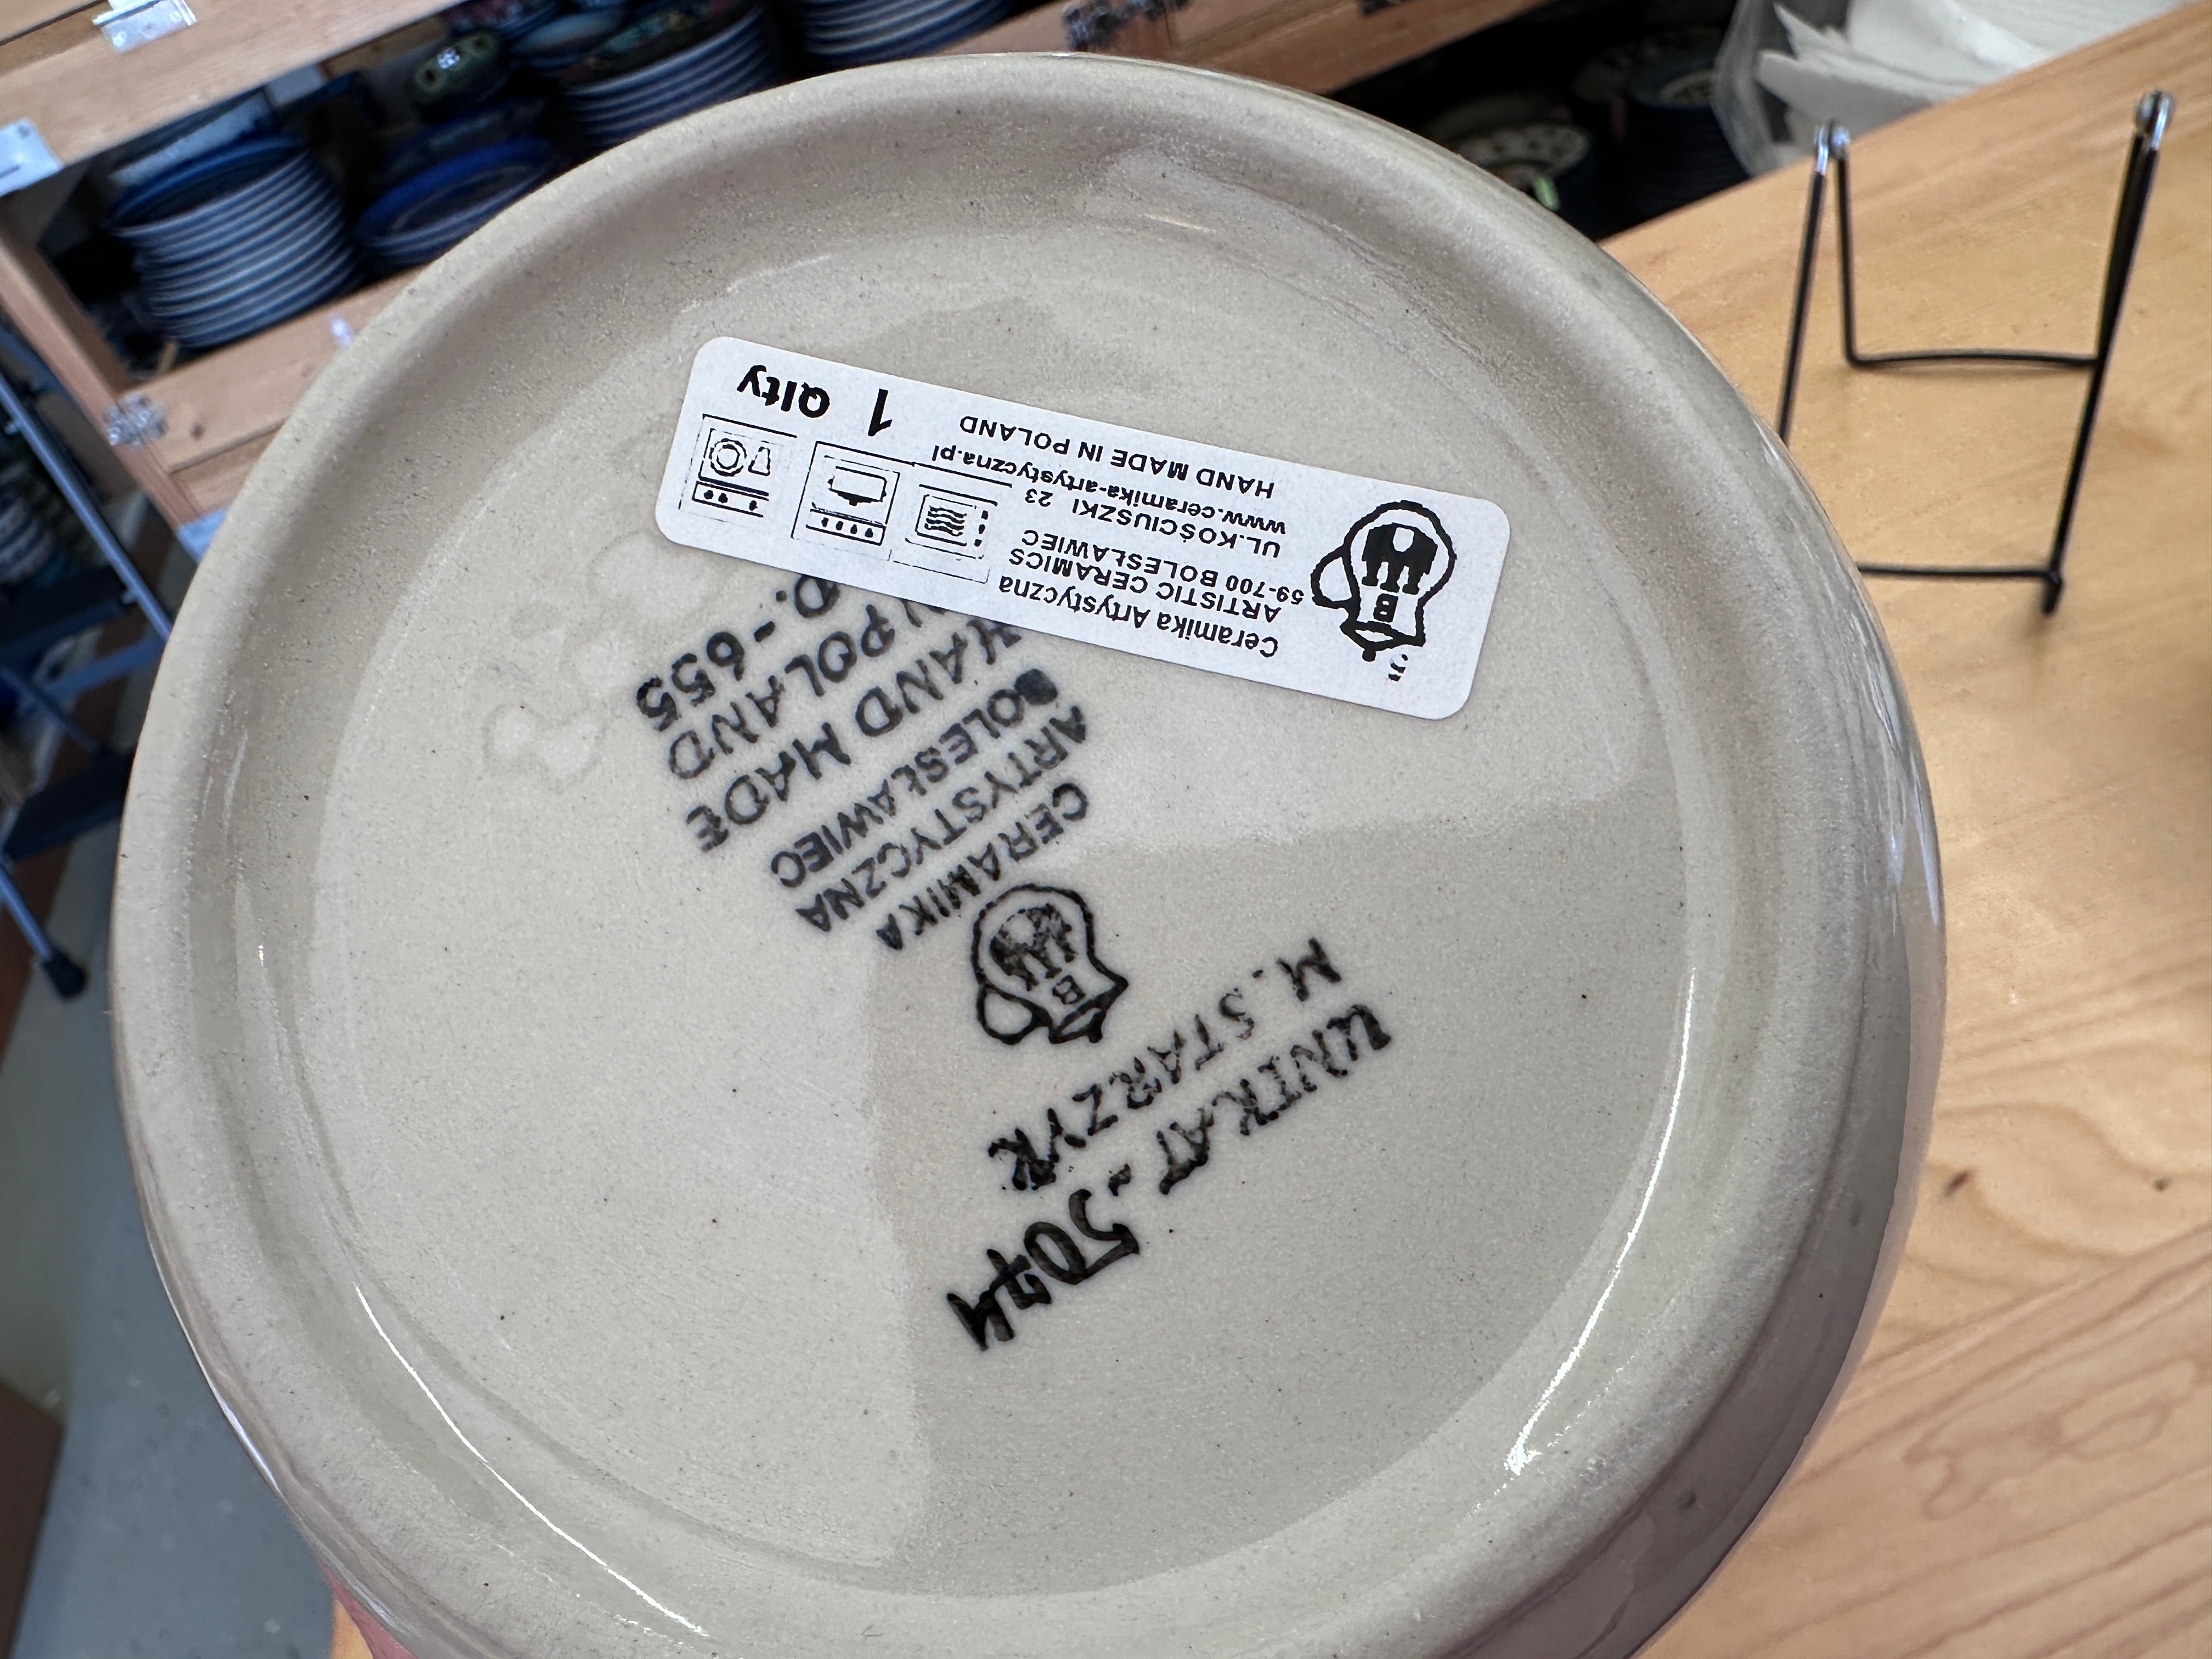 Ceramika Artystyczna
ARTISTIC CERAMICS
59-700 BOLESŁAWIEC
UL.KOŚCIUSZKI 23
www.ceramika-artystyczna.pl
HAND MADE IN POLAND
1 Qlty
B
UNIKAT - 5044
M. STARZYK
B
CERAMIKA
ARTYSTYCZNA
BOLESŁAWIEC
HAND MADE
POLAND
- 655